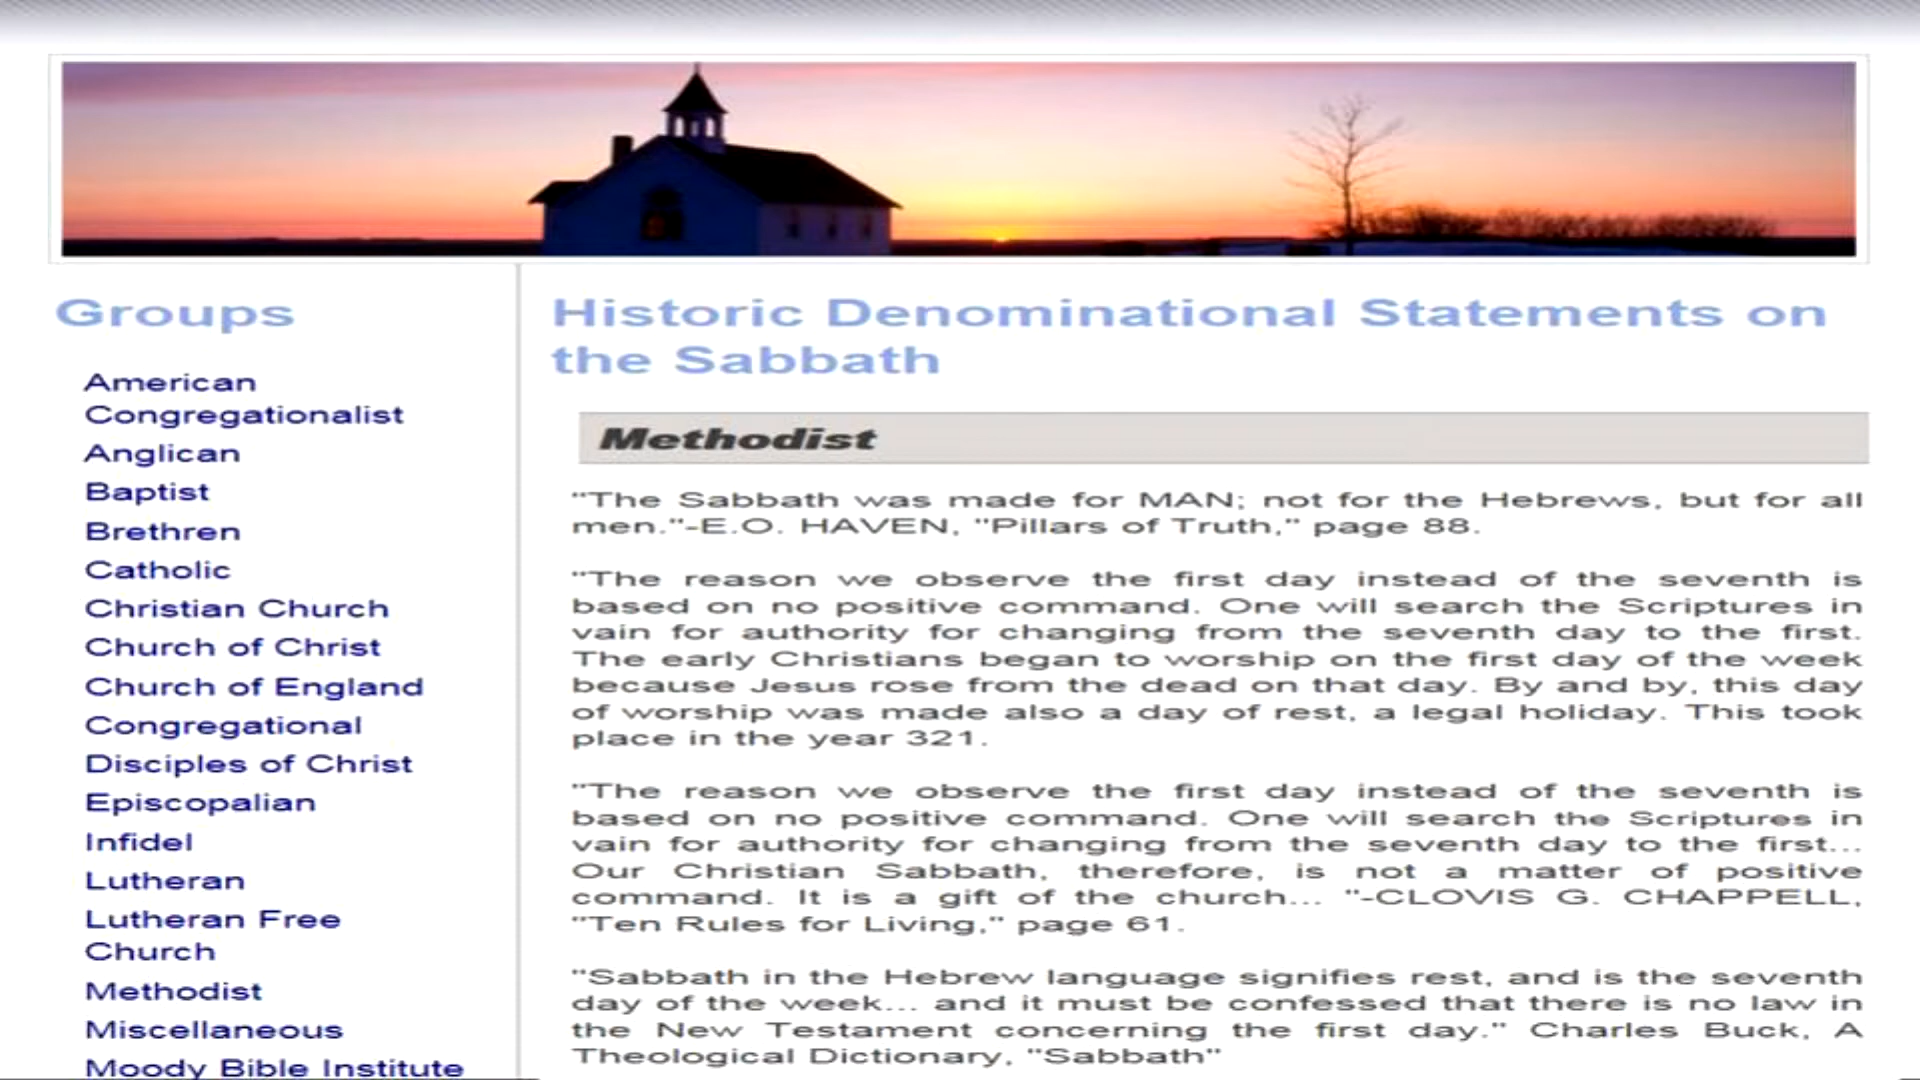 Groups
American
Congregationalist
Anglican
Baptist
Brethren
Catholic
Christian Church
Church of Christ
Church of England
Congregational
Disciples of Christ
Episcopalian
Infidel
Lutheran
Lutheran Free
Church
Methodist
Miscellaneous
Moody Bible Institute
Historic Denominational Statements on
the Sabbath
Methodist
"The Sabbath was made for MAN; not for the Hebrews, but for all
men."-E.O. HAVEN, "Pillars of Truth," page 88.
"The reason we observe the first day instead of the seventh is
based on no positive command. One will search the Scriptures in
vain for authority for changing from the seventh day to the first.
The early Christians began to worship on the first day of the week
because Jesus rose from the dead on that day. By and by, this day
of worship was made also a day of rest, a legal holiday. This took
place in the year 321.
"The reason we observe the first day instead of the seventh is
based on no positive command. One will search the Scriptures in
vain for authority for changing from the seventh day to the first...
Our Christian Sabbath, therefore, is not a matter of positive
command. It is a gift of the church... "-CLOVIS G. CHAPPELL,
"Ten Rules for Living," page 61.
"Sabbath in the Hebrew language signifies rest, and is the seventh
day of the week... and it must be confessed that there is no law in
the New Testament concerning the first day." Charles Buck, A
Theological Dictionary, "Sabbath"